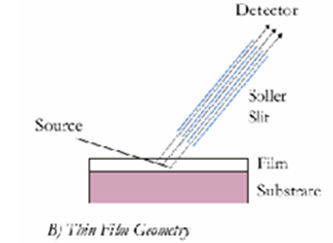 Detector
Soller
Slit
Source
Film
Substrate
B) Thin Film Geometry